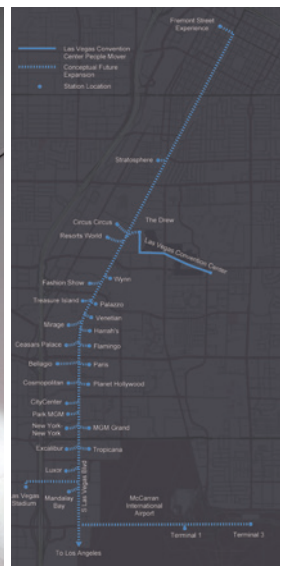 Fremont Street
Experience
Las Vegas Convention
Center People Mover
Conceptual Future
Expansion
Station Location
Stratosphere
Circus Circus
The Drew
Resorts World
Las Vegas Convention Center
Fashion Show
Wynn
Treasure Island
Palazzo
Venetian
Mirage
Harrah's
Ceasars Palace
Flamingo
Bellagio
Paris
Cosmopolitan
Planet Hollywood
CityCenter
Park MGM
New York
New York
MGM Grand
Excalibur
Tropicana
Luxor
S Las Vegas Blvd
as Vegas
Stadium
Mandalay
Bay
McCarran
International
Airport
Terminal 1
Terminal 3
To Los Angeles